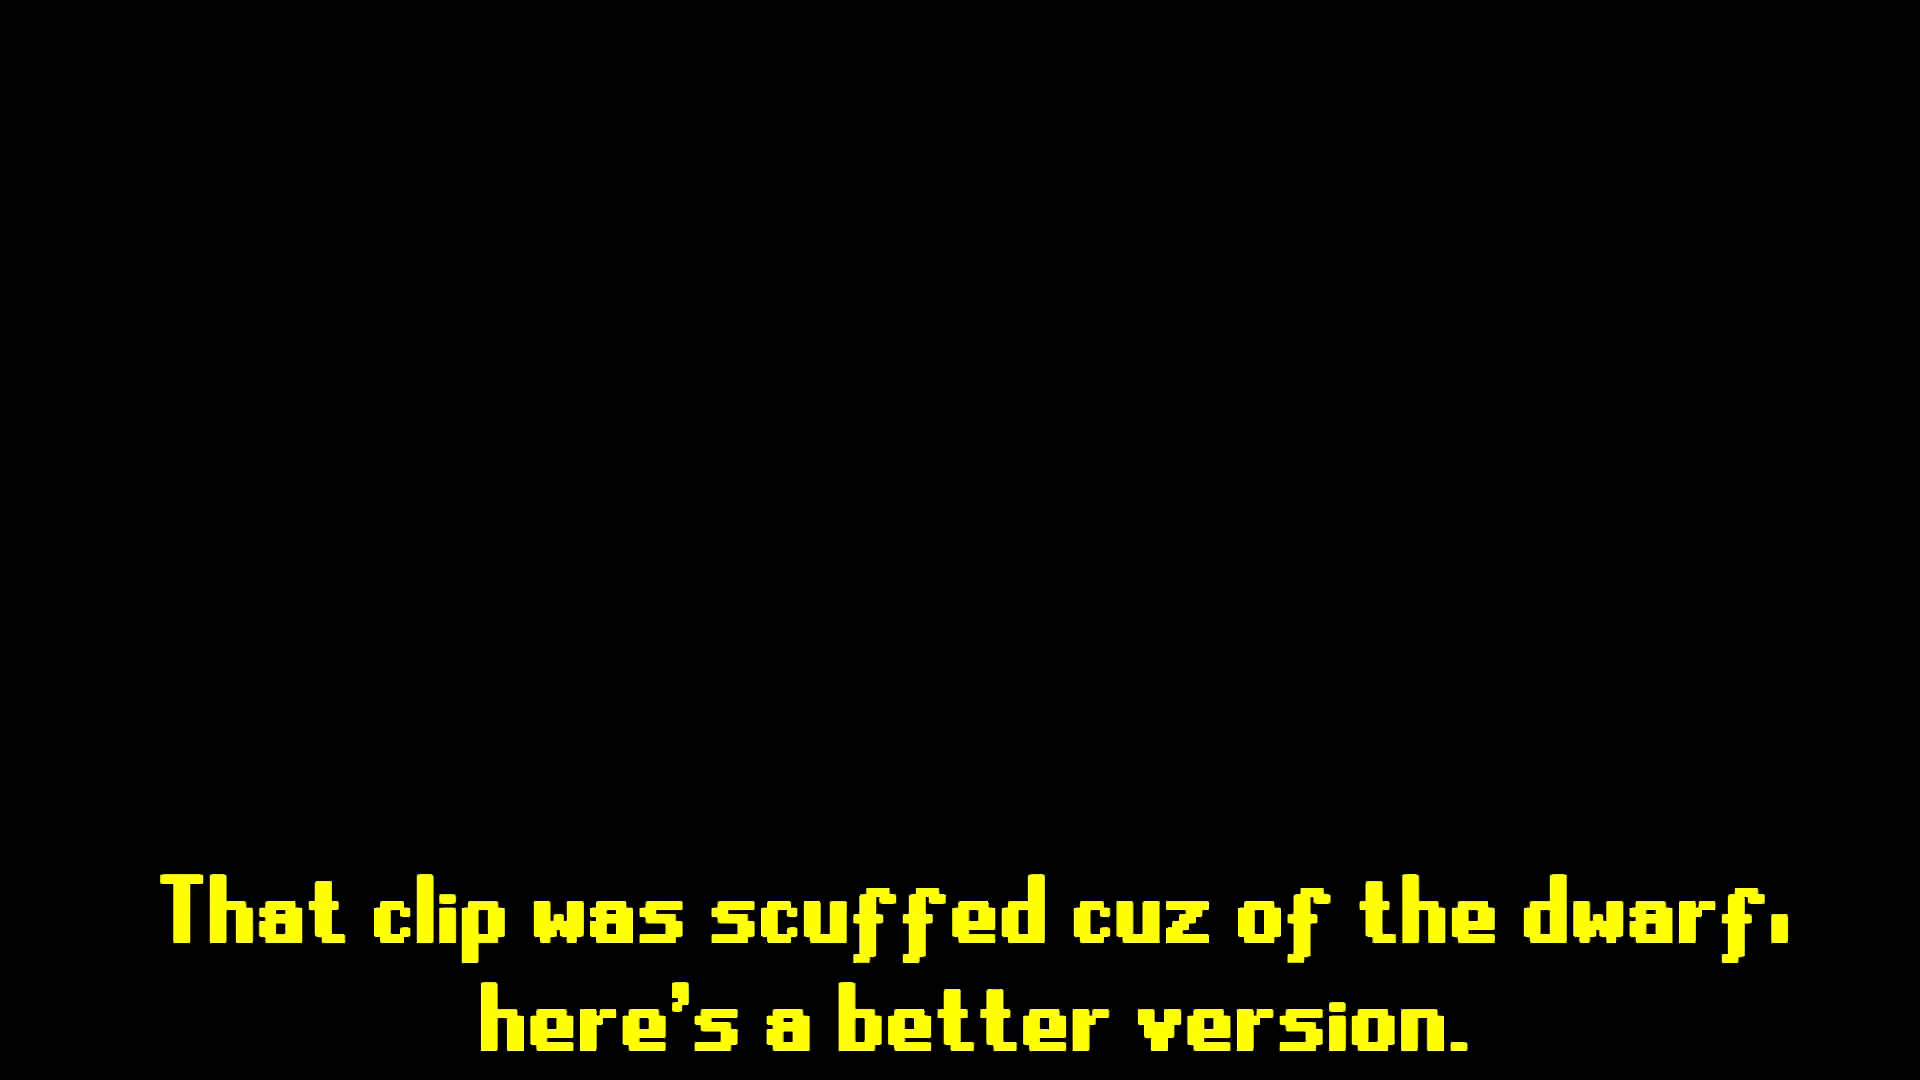 That clip was scuffed cuz of the dwarf,
here's a better version.